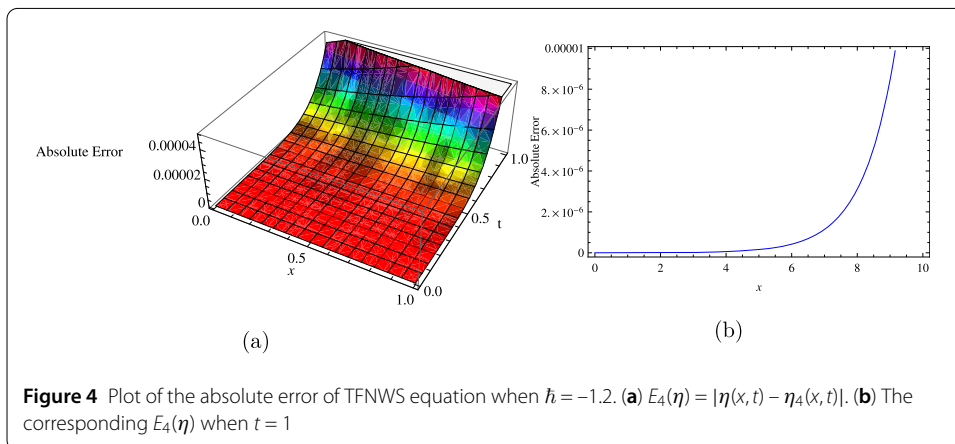 Absolute Error
0.00004
0.00002
0
0.0
0.5
x
1.0
0.0
0.5
t
1.0
(a)
0.00001
8. × 10⁻⁶
6. × 10⁻⁶
4. × 10⁻⁶
2. × 10⁻⁶
0
Absolute Error
0 2 4 6 8 10
x
(b)
Figure 4 Plot of the absolute error of TFNWS equation when ℏ = –1.2. (a) E₄(η) = |η(x, t) – η₄(x, t)|. (b) The
corresponding E₄(η) when t = 1